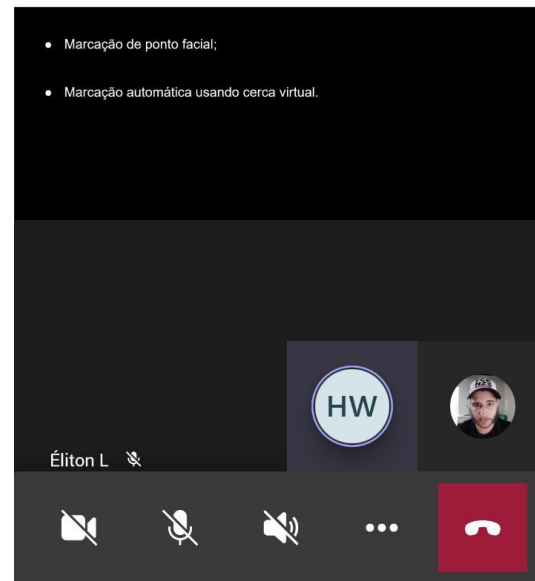 ● Marcação de ponto facial;
● Marcação automática usando cerca virtual.
HW
Éliton L